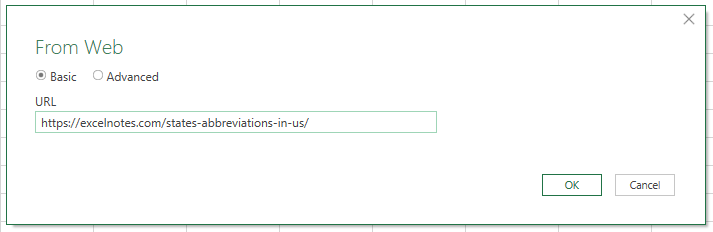 From Web
Basic Advanced
URL
https://excelnotes.com/states-abbreviations-in-us/
OK Cancel